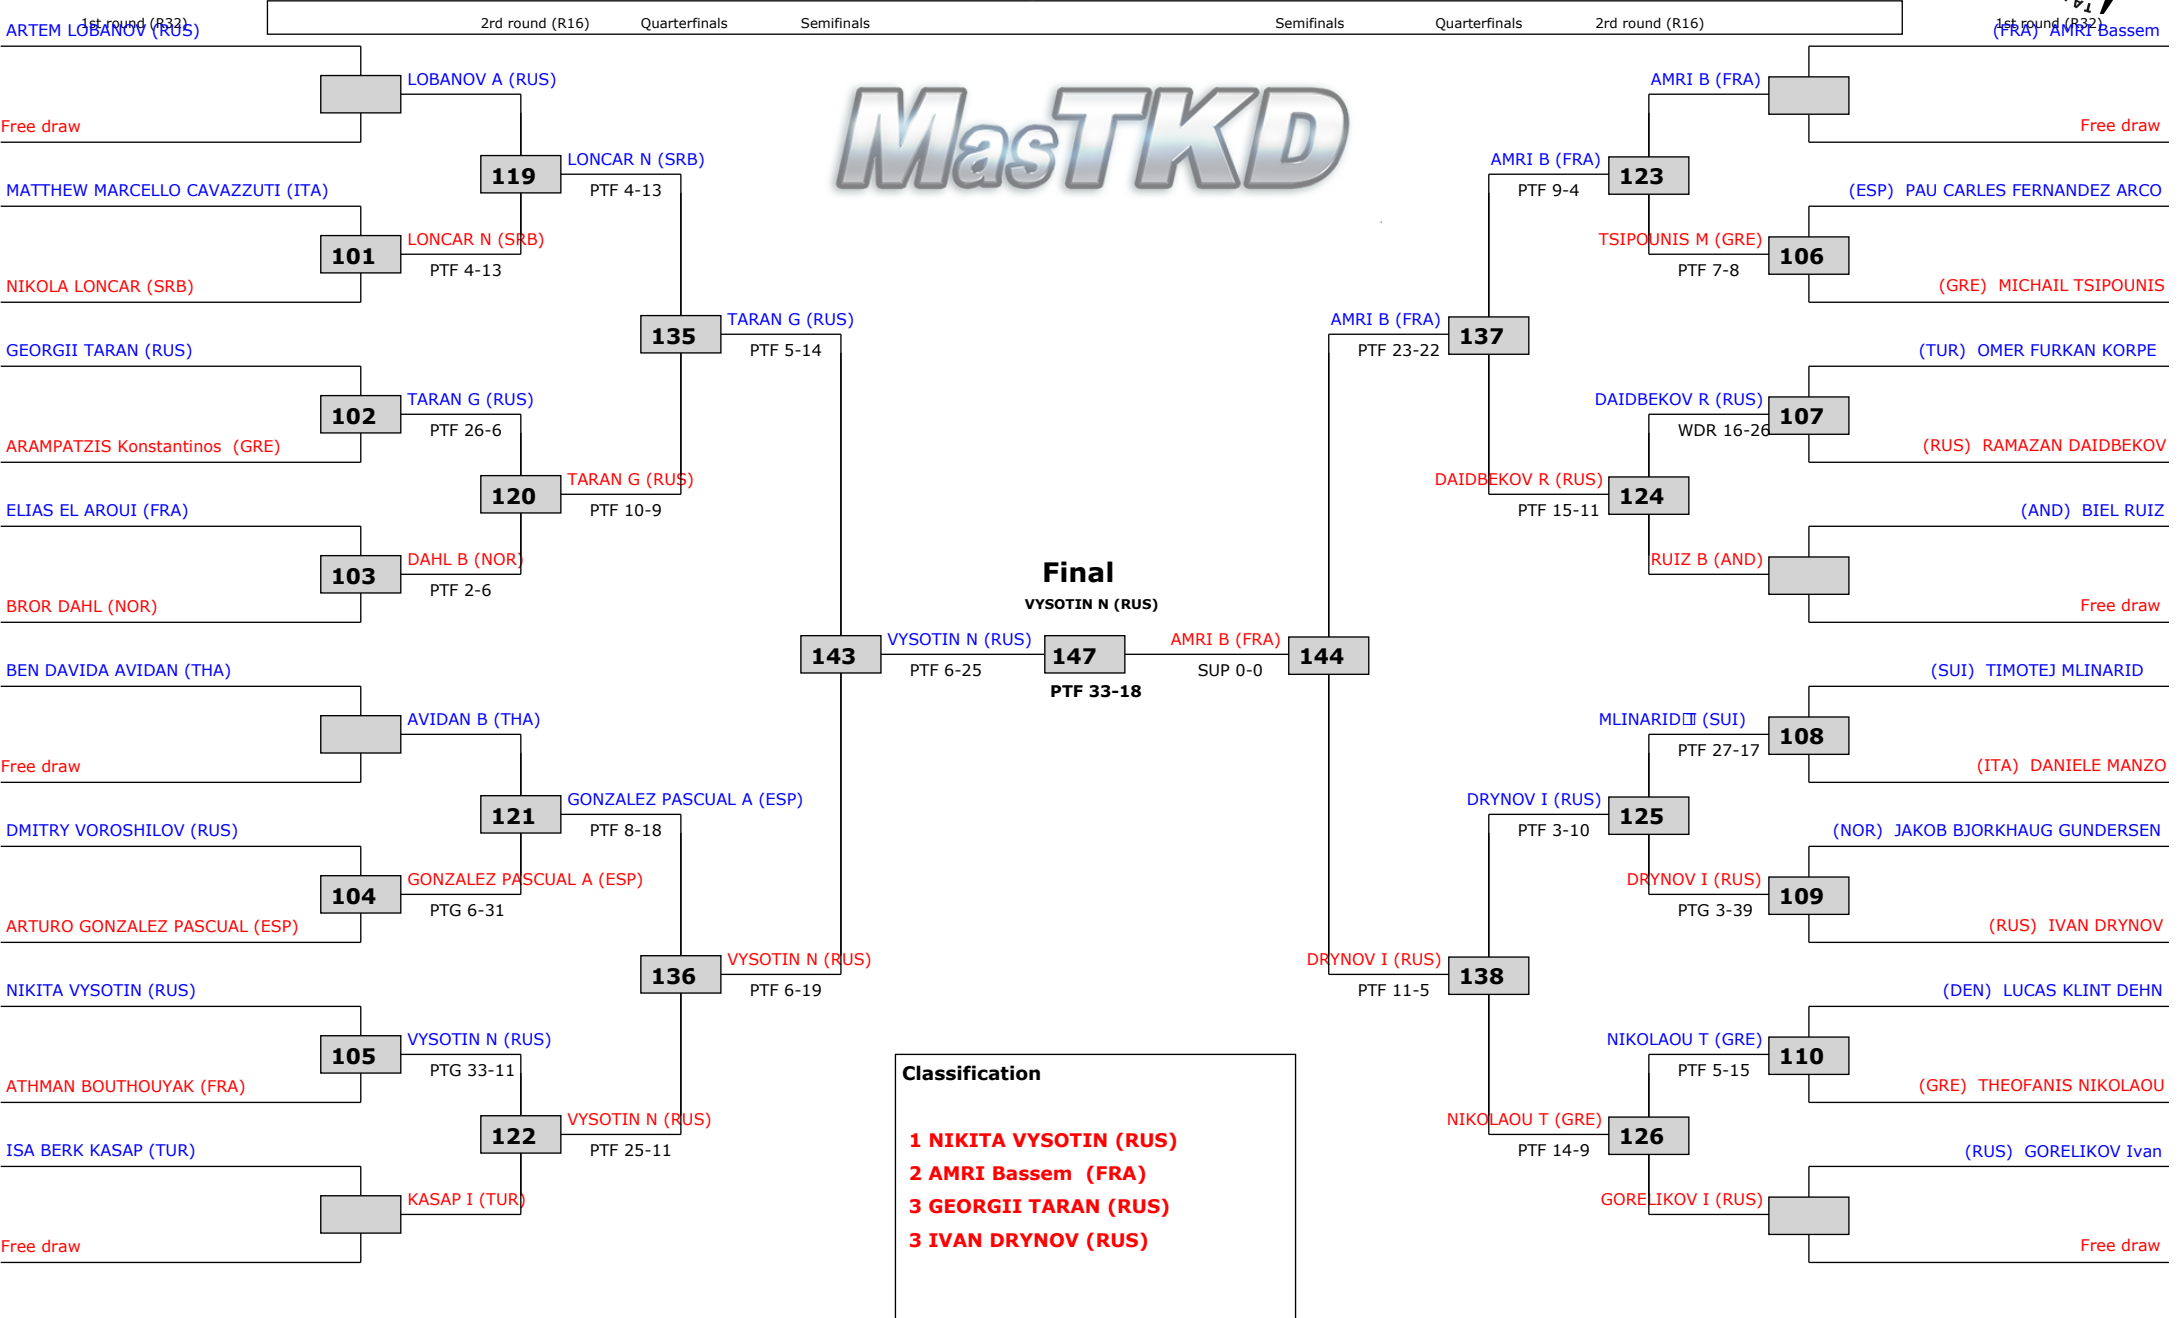 1st round (R32)
2rd round (R16)
Quarterfinals
Semifinals
Semifinals
Quarterfinals
2rd round (R16)
1st round (R32)
MasTKD
ARTEM LOBANOV (RUS)
Free draw
MATTHEW MARCELLO CAVAZZUTI (ITA)
NIKOLA LONCAR (SRB)
GEORGII TARAN (RUS)
ARAMPATZIS Konstantinos (GRE)
ELIAS EL AROUI (FRA)
BROR DAHL (NOR)
BEN DAVIDA AVIDAN (THA)
Free draw
DMITRY VOROSHILOV (RUS)
ARTURO GONZALEZ PASCUAL (ESP)
NIKITA VYSOTIN (RUS)
ATHMAN BOUTHOUYAK (FRA)
ISA BERK KASAP (TUR)
Free draw
LOBANOV A (RUS)
101
LONCAR N (SRB)
PTF 4-13
102
TARAN G (RUS)
PTF 26-6
103
DAHL B (NOR)
PTF 2-6
AVIDAN B (THA)
104
GONZALEZ PASCUAL A (ESP)
PTG 6-31
105
VYSOTIN N (RUS)
PTG 33-11
KASAP I (TUR)
119
LONCAR N (SRB)
PTF 4-13
120
TARAN G (RUS)
PTF 10-9
121
GONZALEZ PASCUAL A (ESP)
PTF 8-18
122
VYSOTIN N (RUS)
PTF 25-11
135
TARAN G (RUS)
PTF 5-14
136
VYSOTIN N (RUS)
PTF 6-19
143
VYSOTIN N (RUS)
PTF 6-25
Final
VYSOTIN N (RUS)
147
PTF 33-18
AMRI B (FRA)
SUP 0-0
144
AMRI B (FRA)
PTF 23-22
137
DRYNOV I (RUS)
PTF 11-5
138
AMRI B (FRA)
PTF 9-4
123
DAIDBEKOV R (RUS)
PTF 15-11
124
DRYNOV I (RUS)
PTF 3-10
125
NIKOLAOU T (GRE)
PTF 14-9
126
AMRI B (FRA)
TSIPOUNIS M (GRE)
PTF 7-8
106
DAIDBEKOV R (RUS)
WDR 16-26
107
RUIZ B (AND)
MLINARID (SUI)
PTF 27-17
108
DRYNOV I (RUS)
PTG 3-39
109
NIKOLAOU T (GRE)
PTF 5-15
110
GORELIKOV I (RUS)
(FRA) AMRI Bassem
Free draw
(ESP) PAU CARLES FERNANDEZ ARCO
(GRE) MICHAIL TSIPOUNIS
(TUR) OMER FURKAN KORPE
(RUS) RAMAZAN DAIDBEKOV
(AND) BIEL RUIZ
Free draw
(SUI) TIMOTEJ MLINARID
(ITA) DANIELE MANZO
(NOR) JAKOB BJORKHAUG GUNDERSEN
(RUS) IVAN DRYNOV
(DEN) LUCAS KLINT DEHN
(GRE) THEOFANIS NIKOLAOU
(RUS) GORELIKOV Ivan
Free draw
Classification
1 NIKITA VYSOTIN (RUS)
2 AMRI Bassem (FRA)
3 GEORGII TARAN (RUS)
3 IVAN DRYNOV (RUS)